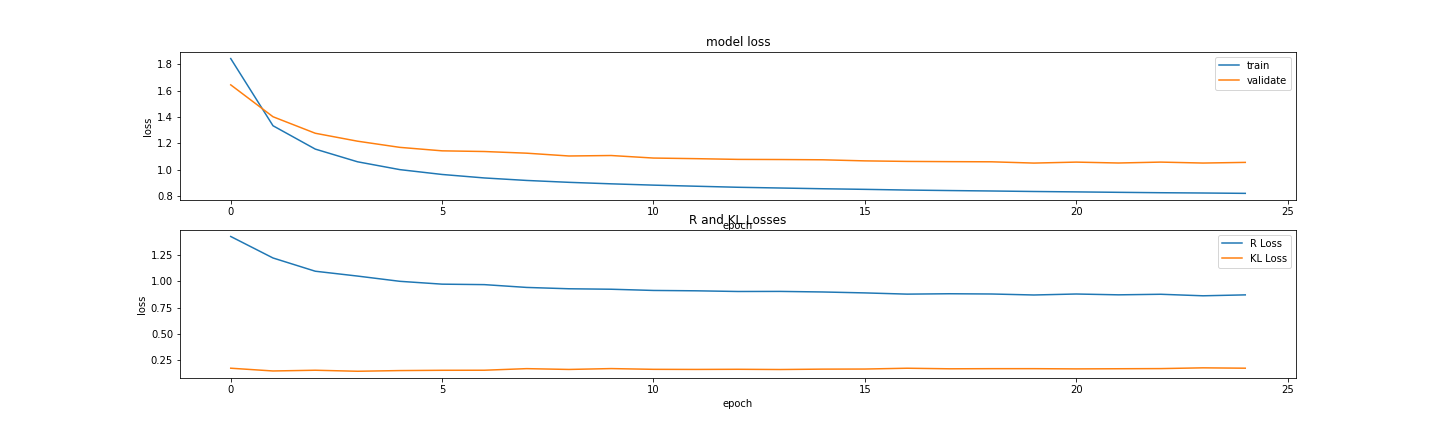 model loss
loss
1.8
1.6
1.4
1.2
1.0
0.8
train
validate
0 5 10 15 20 25
epoch
R and KL Losses
loss
1.25
1.00
0.75
0.50
0.25
R Loss
KL Loss
0 5 10 15 20 25
epoch